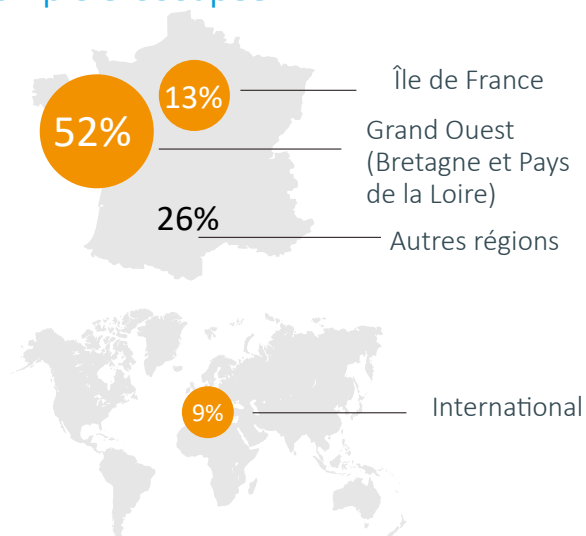 13%
Île de France
52%
Grand Ouest
(Bretagne et Pays
de la Loire)
26%
Autres régions
9%
International